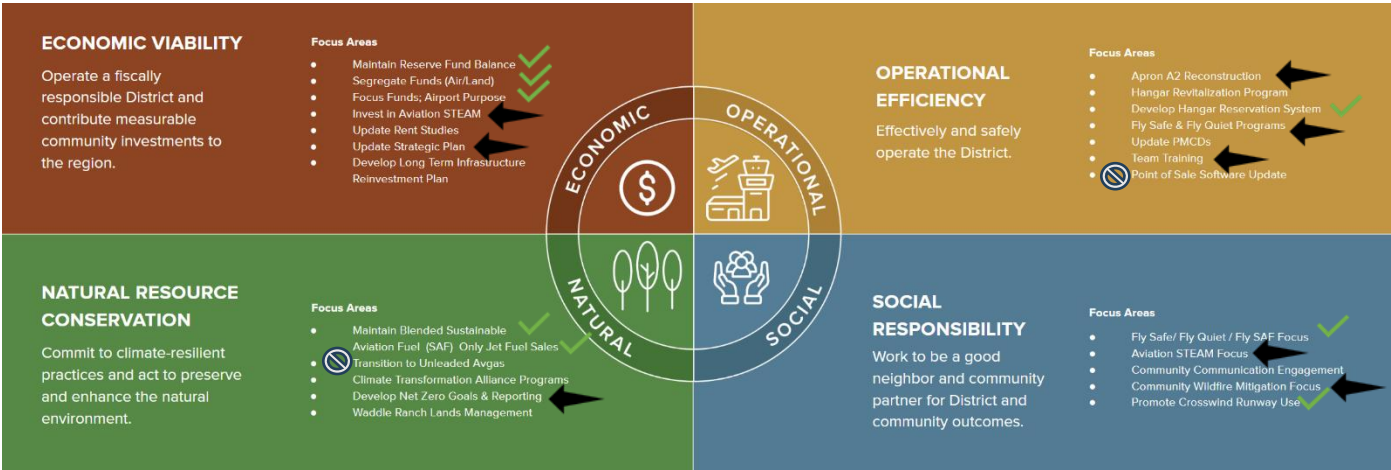 ECONOMIC VIABILITY
Operate a fiscally
responsible District and
contribute measurable
community investments to
the region.
Focus Areas
Maintain Reserve Fund Balance
Segregate Funds (Air/Land)
Focus Funds; Airport Purpose
Invest in Aviation STEAM
Update Rent Studies
Update Strategic Plan
Develop Long Term Infrastructure
Reinvestment Plan
ECONOMIC
$
OPERATIONAL
OPERATIONAL
EFFICIENCY
Effectively and safely
operate the District.
Focus Areas
Apron A2 Reconstruction
Hangar Revitalization Program
Develop Hangar Reservation System
Fly Safe & Fly Quiet Programs
Update PMCDs
Team Training
Point of Sale Software Update
NATURAL RESOURCE
CONSERVATION
Commit to climate-resilient
practices and act to preserve
and enhance the natural
environment.
Focus Areas
Maintain Blended Sustainable
Aviation Fuel (SAF) Only Jet Fuel Sales
Transition to Unleaded Avgas
Climate Transformation Alliance Programs
Develop Net Zero Goals & Reporting
Waddle Ranch Lands Management
NATURAL
SOCIAL
SOCIAL
RESPONSIBILITY
Work to be a good
neighbor and community
partner for District and
community outcomes.
Focus Areas
Fly Safe/ Fly Quiet / Fly SAF Focus
Aviation STEAM Focus
Community Communication Engagement
Community Wildfire Mitigation Focus
Promote Crosswind Runway Use